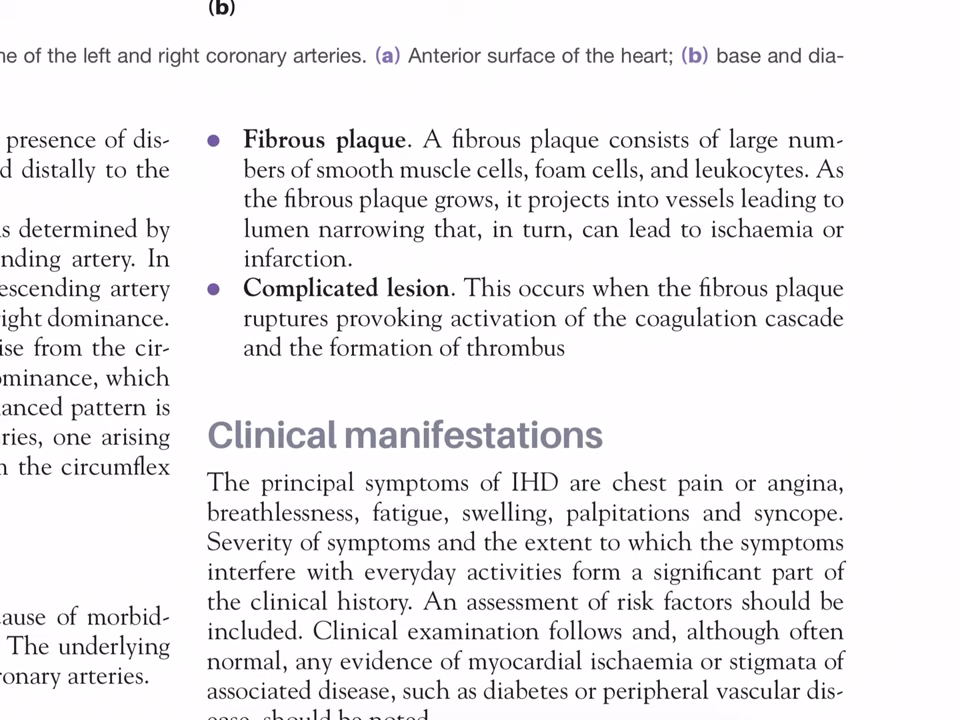 (b)
ne of the left and right coronary arteries. (a) Anterior surface of the heart; (b) base and dia-
presence of dis-
d distally to the
s determined by
nding artery. In
escending artery
ight dominance.
ise from the cir-
ominance, which
anced pattern is
ries, one arising
n the circumflex
ause of morbid-
The underlying
ronary arteries.
● Fibrous plaque. A fibrous plaque consists of large num-
bers of smooth muscle cells, foam cells, and leukocytes. As
the fibrous plaque grows, it projects into vessels leading to
lumen narrowing that, in turn, can lead to ischaemia or
infarction.
● Complicated lesion. This occurs when the fibrous plaque
ruptures provoking activation of the coagulation cascade
and the formation of thrombus
Clinical manifestations
The principal symptoms of IHD are chest pain or angina,
breathlessness, fatigue, swelling, palpitations and syncope.
Severity of symptoms and the extent to which the symptoms
interfere with everyday activities form a significant part of
the clinical history. An assessment of risk factors should be
included. Clinical examination follows and, although often
normal, any evidence of myocardial ischaemia or stigmata of
associated disease, such as diabetes or peripheral vascular dis-
ease, should be noted